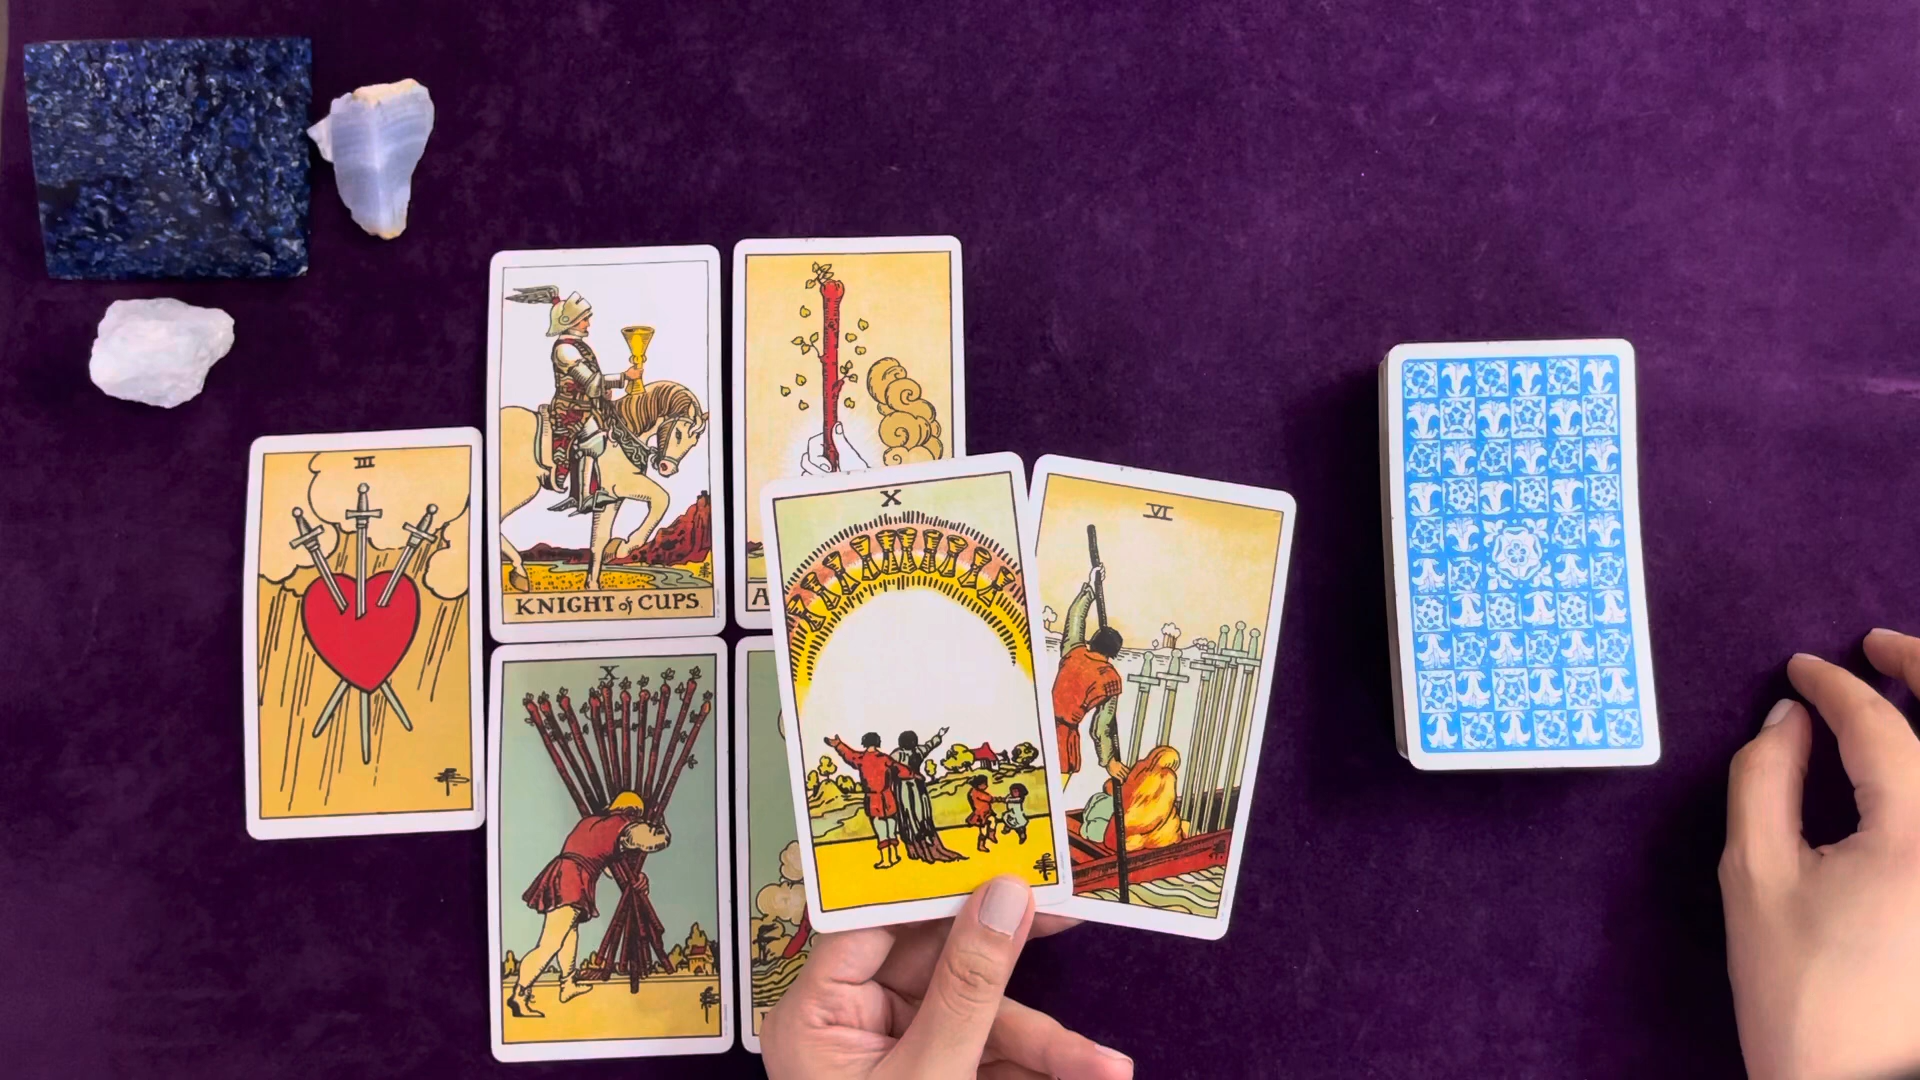 III
KNIGHT of CUPS.
A
X
X
VI